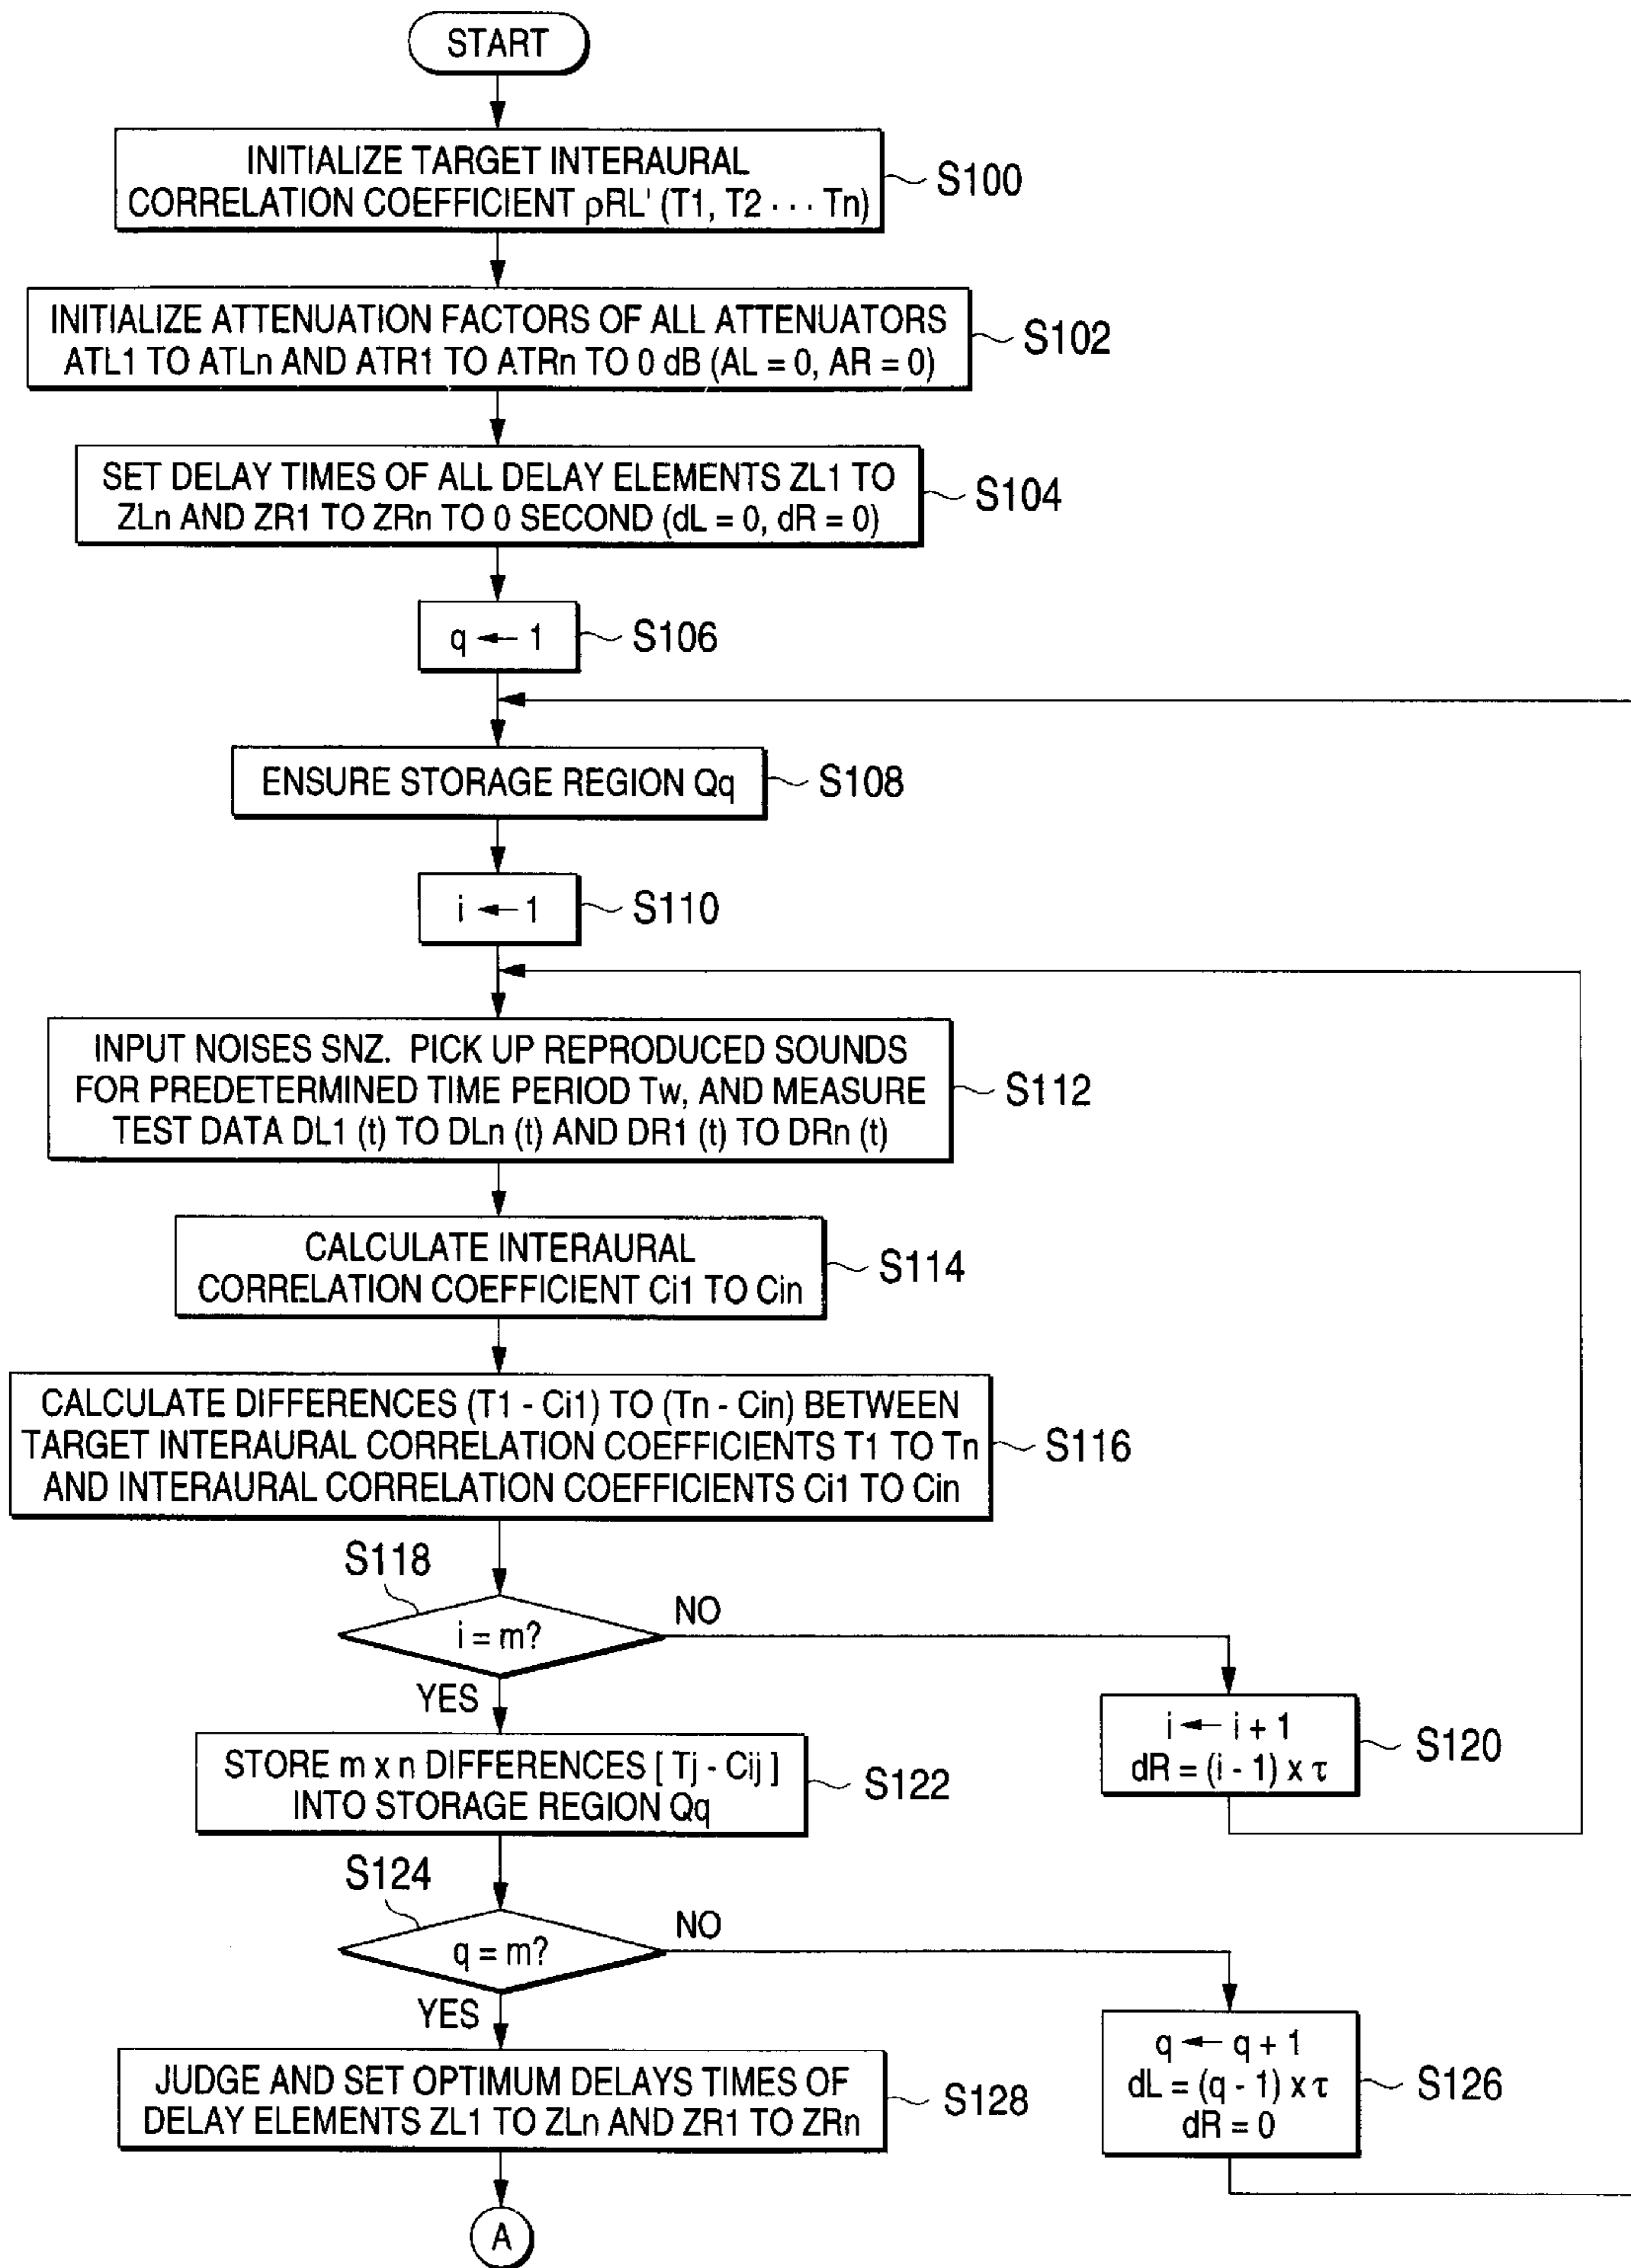 START
INITIALIZE TARGET INTERAURAL
CORRELATION COEFFICIENT ρRL' (T1, T2 · · · Tn)
S100
INITIALIZE ATTENUATION FACTORS OF ALL ATTENUATORS
ATL1 TO ATLn AND ATR1 TO ATRn TO 0 dB (AL = 0, AR = 0)
S102
SET DELAY TIMES OF ALL DELAY ELEMENTS ZL1 TO
ZLn AND ZR1 TO ZRn TO 0 SECOND (dL = 0, dR = 0)
S104
q ← 1
S106
ENSURE STORAGE REGION Qq
S108
i ← 1
S110
INPUT NOISES SNZ. PICK UP REPRODUCED SOUNDS
FOR PREDETERMINED TIME PERIOD Tw, AND MEASURE
TEST DATA DL1 (t) TO DLn (t) AND DR1 (t) TO DRn (t)
S112
CALCULATE INTERAURAL
CORRELATION COEFFICIENT Ci1 TO Cin
S114
CALCULATE DIFFERENCES (T1 - Ci1) TO (Tn - Cin) BETWEEN
TARGET INTERAURAL CORRELATION COEFFICIENTS T1 TO Tn
AND INTERAURAL CORRELATION COEFFICIENTS Ci1 TO Cin
S116
S118
i = m?
NO
YES
i ← i + 1
dR = (i - 1) x τ
S120
STORE m x n DIFFERENCES [ Tj - Cij ]
INTO STORAGE REGION Qq
S122
S124
q = m?
NO
YES
q ← q + 1
dL = (q - 1) x τ
dR = 0
S126
JUDGE AND SET OPTIMUM DELAYS TIMES OF
DELAY ELEMENTS ZL1 TO ZLn AND ZR1 TO ZRn
S128
A